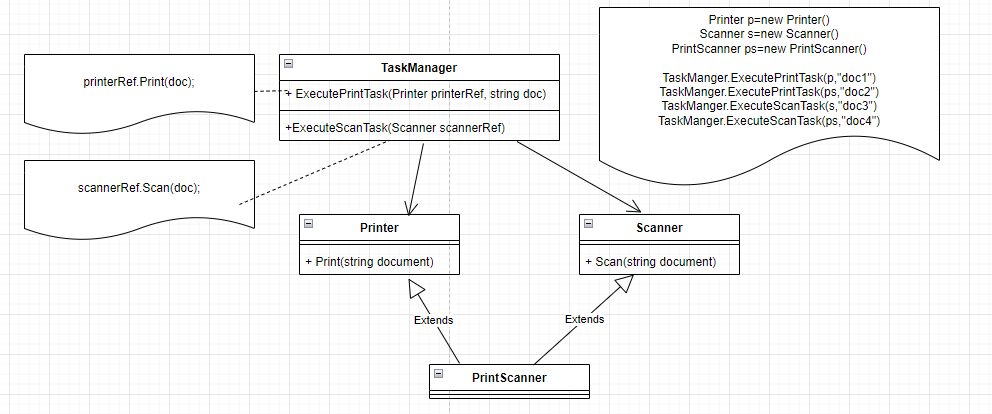 Printer p=new Printer()
Scanner s=new Scanner()
PrintScanner ps=new PrintScanner()
TaskManger.ExecutePrintTask(p,"doc1")
TaskManger.ExecutePrintTask(ps,"doc2")
TaskManger.ExecuteScanTask(s,"doc3")
TaskManger.ExecuteScanTask(ps,"doc4")
printerRef.Print(doc);
TaskManager
+ ExecutePrintTask(Printer printerRef, string doc)
+ExecuteScanTask(Scanner scannerRef)
scannerRef.Scan(doc);
Printer
+ Print(string document)
Scanner
+ Scan(string document)
Extends
Extends
PrintScanner